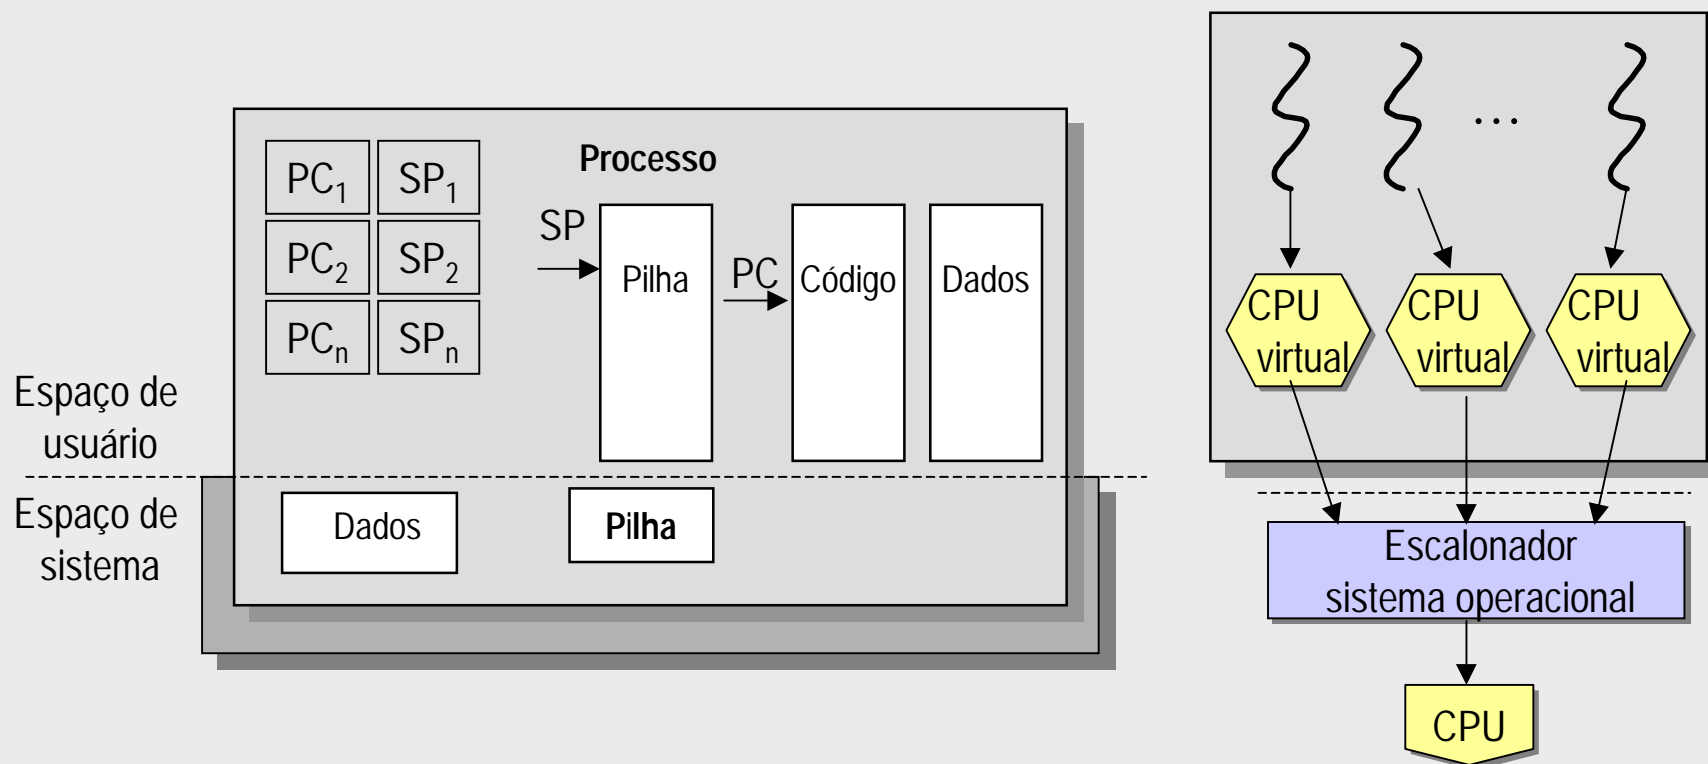 Processo
PC1 SP1
PC2 SP2
PCn SPn
SP
Pilha
PC
Código
Dados
Espaço de
usuário
Espaço de
sistema
Dados
Pilha
...
CPU
virtual
CPU
virtual
CPU
virtual
Escalonador
sistema operacional
CPU